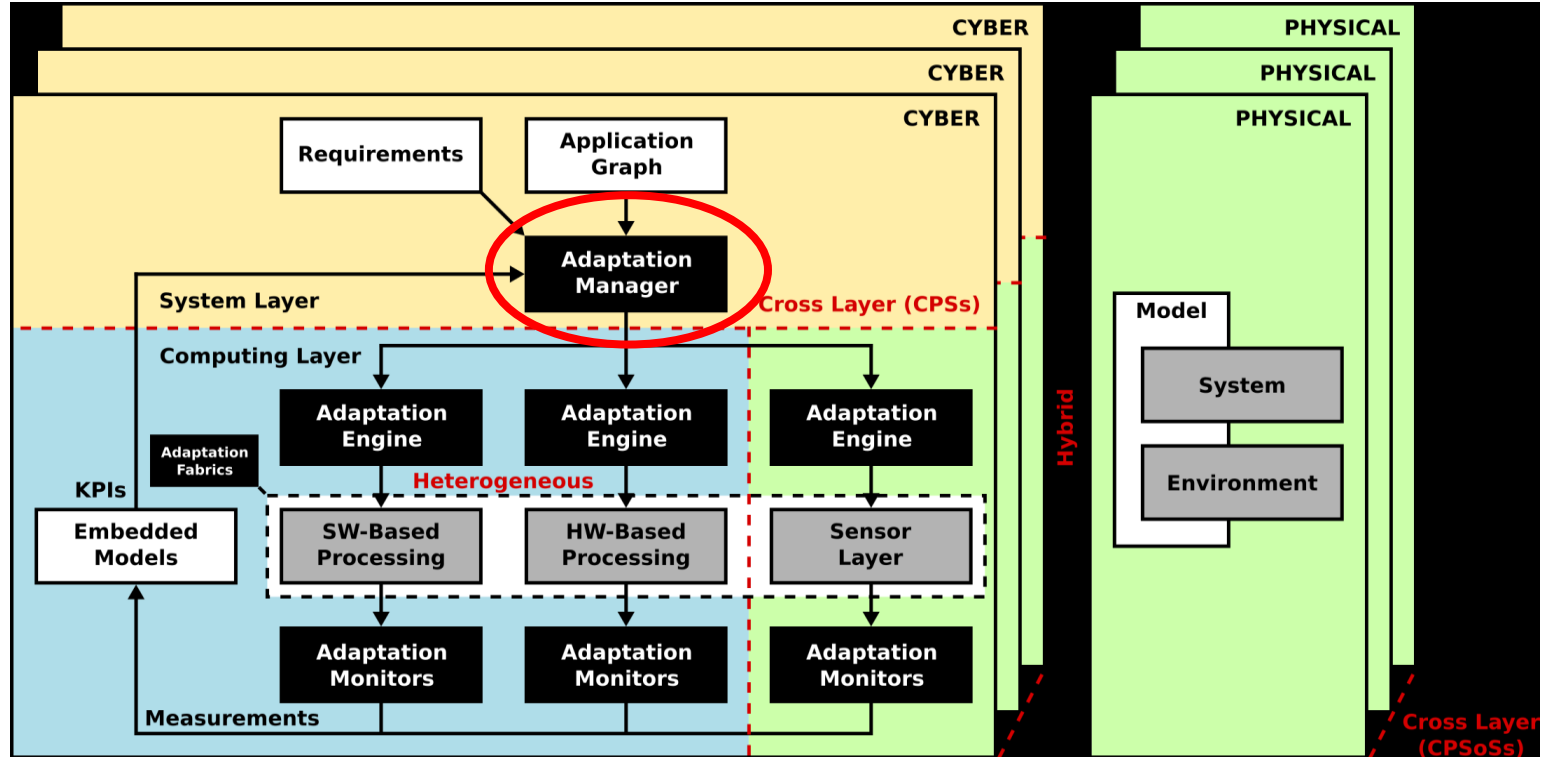 CYBER
PHYSICAL
CYBER
PHYSICAL
CYBER
PHYSICAL
Requirements
Application
Graph
Adaptation
Manager
System Layer
Cross Layer (CPSs)
Computing Layer
Model
System
Environment
Hybrid
Adaptation
Engine
Adaptation
Engine
Adaptation
Engine
Adaptation
Fabrics
Heterogeneous
KPIs
Embedded
Models
SW-Based
Processing
HW-Based
Processing
Sensor
Layer
Adaptation
Monitors
Adaptation
Monitors
Adaptation
Monitors
Measurements
Cross Layer
(CPSoSs)